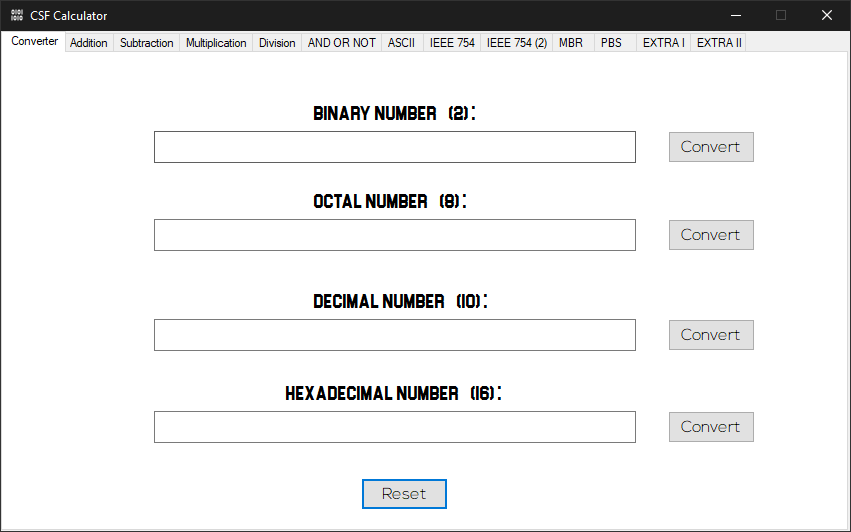 0101
1010
CSF Calculator
Converter Addition Subtraction Multiplication Division AND OR NOT ASCII IEEE 754 IEEE 754 (2) MBR PBS EXTRA I EXTRA II
BINARY NUMBER (2):
Convert
OCTAL NUMBER (8):
Convert
DECIMAL NUMBER (10):
Convert
HEXADECIMAL NUMBER (16):
Convert
Reset